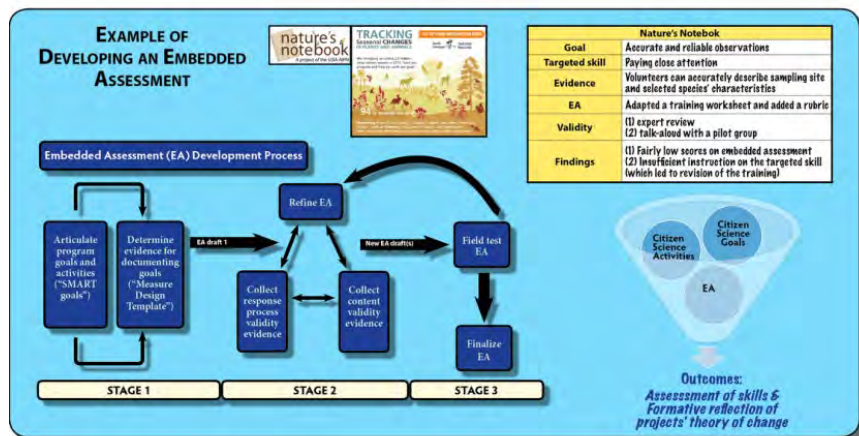 EXAMPLE OF
DEVELOPING AN EMBEDDED
ASSESSMENT
nature's
notebook
TRACKING
Seasonal CHANGES
IN PLANTS AND ANIMALS
Nature's Notebok
Goal
Accurate and reliable observations
Targeted skill
Paying close attention
Evidence
Volunteers can accurately describe sampling site
and selected species' characteristics
EA
Adapted a training worksheet and added a rubric
Validity
(1) expert review
(2) talk-aloud with a pilot group
Findings
(1) Fairly low scores on embedded assessment
(2) Insufficient instruction on the targeted skill
(which led to revision of the training)
Embedded Assessment (EA) Development Process
Articulate
program goals
and activities
("SMART
goals")
Determine
evidence for
documenting
goals
("Measure
Design
Template")
EA draft 1
Refine EA
Collect
response
process
validity
evidence
Collect
content
validity
evidence
New EA draft(s)
Field test
EA
Finalize
EA
STAGE 1
STAGE 2
STAGE 3
Citizen
Science
Activities
Citizen
Science
Goals
EA
Outcomes:
Assessment of skills &
Formative reflection of
projects' theory of change